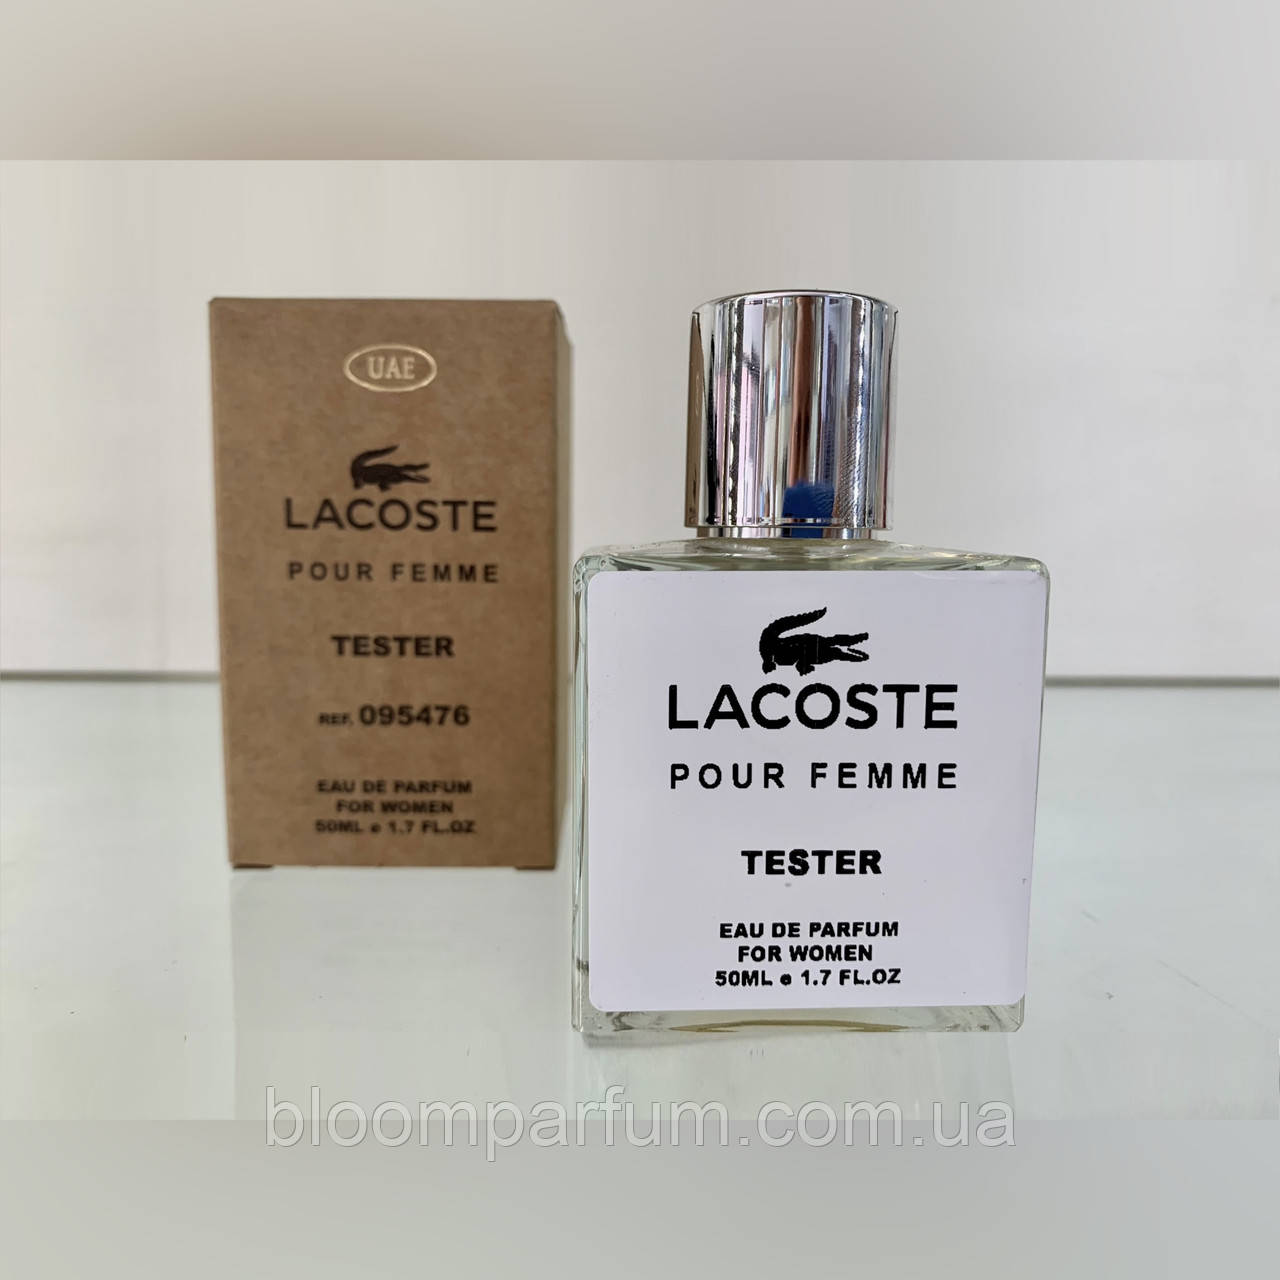 UAE
LACOSTE
POUR FEMME
TESTER
REF. 095476
EAU DE PARFUM
FOR WOMEN
50ML e 1.7 FL.OZ
LACOSTE
POUR FEMME
TESTER
EAU DE PARFUM
FOR WOMEN
50ML e 1.7 FL.OZ
bloomparfum.com.ua